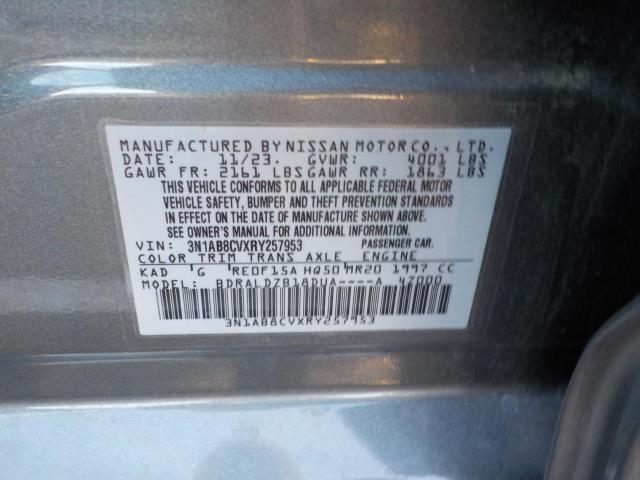 MANUFACTURED BY NISSAN MOTOR CO., LTD.
DATE: 11/23. GVWR: 4001 LBS
GAWR FR: 2161 LBS GAWR RR: 1863 LBS
THIS VEHICLE CONFORMS TO ALL APPLICABLE FEDERAL MOTOR
VEHICLE SAFETY, BUMPER AND THEFT PREVENTION STANDARDS
IN EFFECT ON THE DATE OF MANUFACTURE SHOWN ABOVE.
SEE OWNER'S MANUAL FOR ADDITIONAL INFORMATION.
VIN: 3N1AB8CVXRY257953 PASSENGER CAR.
COLOR TRIM TRANS AXLE ENGINE
KAD G RE0F15A HQ50 MR20 1997 CC
MODEL: BDRALDZB18DUA----A 47000
3N1AB8CVXRY257953